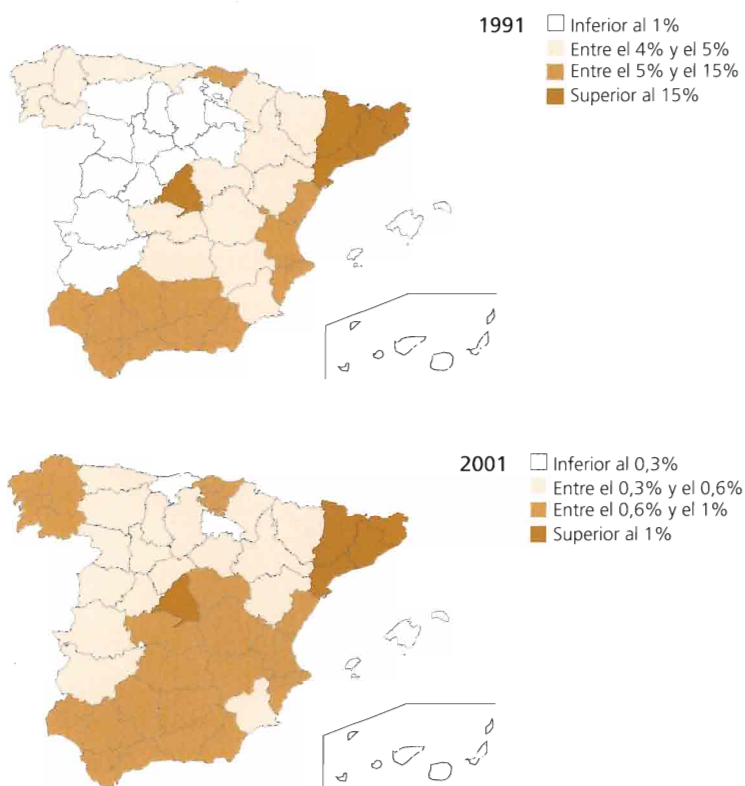 1991 Inferior al 1%
Entre el 4% y el 5%
Entre el 5% y el 15%
Superior al 15%
2001 Inferior al 0,3%
Entre el 0,3% y el 0,6%
Entre el 0,6% y el 1%
Superior al 1%